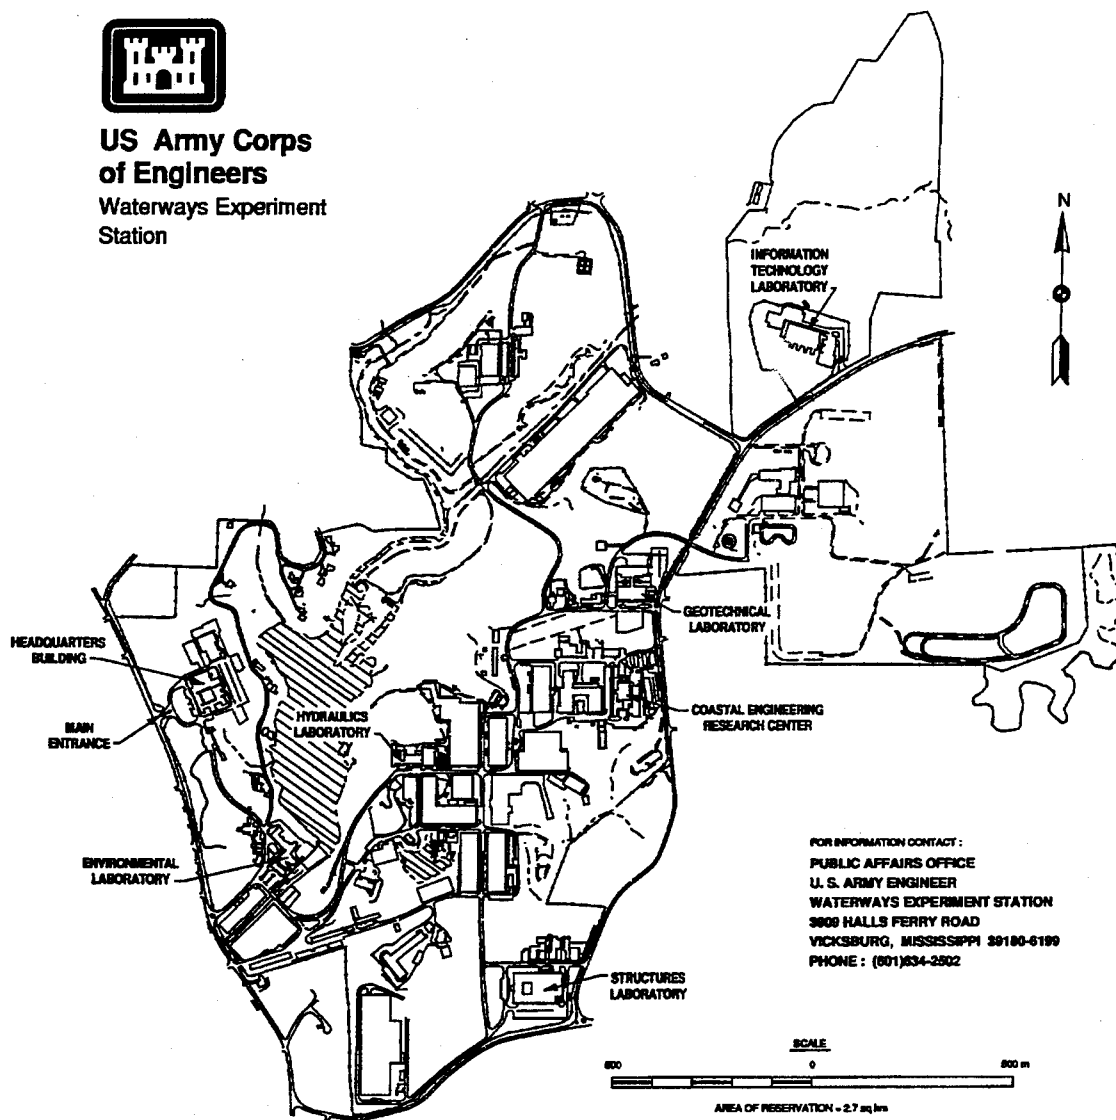 US Army Corps
of Engineers
Waterways Experiment
Station
N
INFORMATION
TECHNOLOGY
LABORATORY
GEOTECHNICAL
LABORATORY
HEADQUARTERS
BUILDING
MAIN
ENTRANCE
HYDRAULICS
LABORATORY
COASTAL ENGINEERING
RESEARCH CENTER
ENVIRONMENTAL
LABORATORY
STRUCTURES
LABORATORY
FOR INFORMATION CONTACT :
PUBLIC AFFAIRS OFFICE
U. S. ARMY ENGINEER
WATERWAYS EXPERIMENT STATION
3909 HALLS FERRY ROAD
VICKSBURG, MISSISSIPPI 39180-6199
PHONE : (601)634-2502
SCALE
500 0 500 m
AREA OF RESERVATION = 2.7 sq km